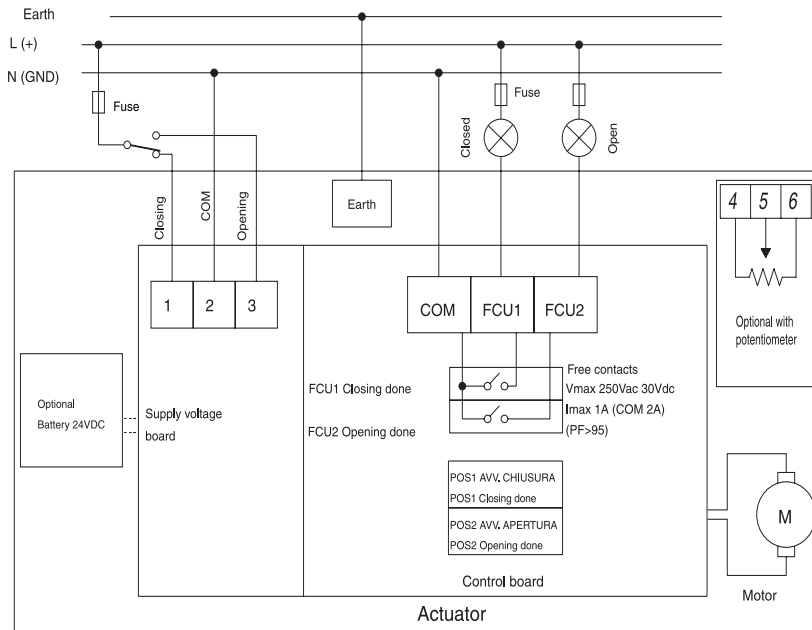 Earth
L (+)
N (GND)
Fuse
Fuse
Closed
Open
Closing
COM
Opening
Earth
4 5 6
Optional with
potentiometer
1 2 3
COM FCU1 FCU2
Optional
Battery 24VDC
Supply voltage
board
FCU1 Closing done
FCU2 Opening done
Free contacts
Vmax 250Vac 30Vdc
Imax 1A (COM 2A)
(PF>95)
POS1 AVV. CHIUSURA
POS1 Closing done
POS2 AVV. APERTURA
POS2 Opening done
M
Motor
Control board
Actuator